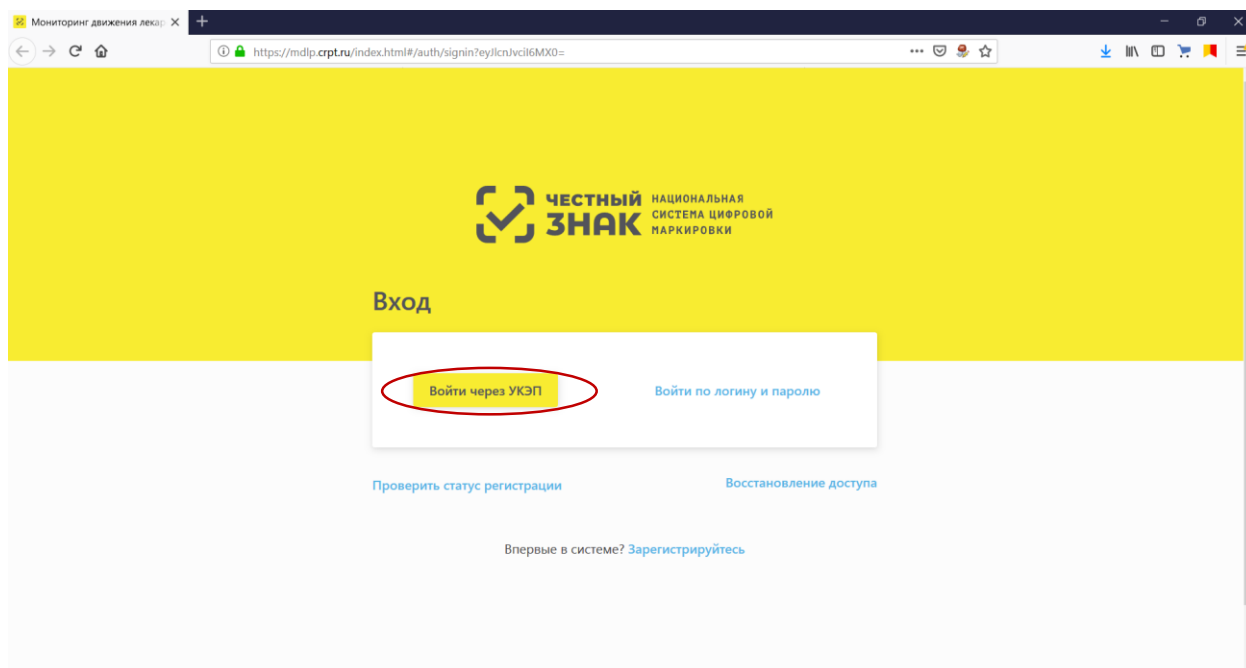 Мониторинг движения лекар
https://mdlp.crpt.ru/index.html#/auth/signin?eyJlcnJvciI6MX0=
ЧЕСТНЫЙ ЗНАК
НАЦИОНАЛЬНАЯ
СИСТЕМА ЦИФРОВОЙ
МАРКИРОВКИ
Вход
Войти через УКЭП
Войти по логину и паролю
Проверить статус регистрации
Восстановление доступа
Впервые в системе? Зарегистрируйтесь